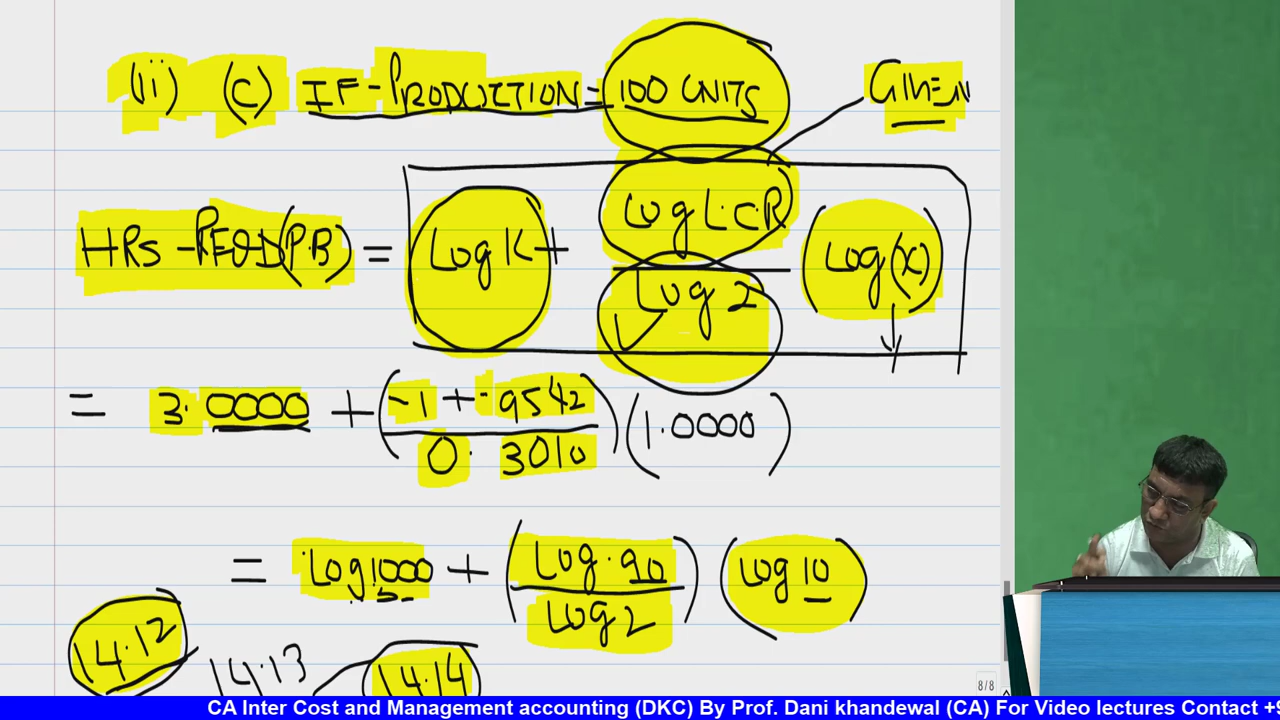 (ii) (C) IF - PRODUCTION = 100 UNITS GIVEN
HRS - REQD (P.B) = Log K + Log L.C.R / Log 2 (Log (X))
= 3.0000 + (-1 + .9542 / 0.3010) (1.0000)
= Log 1000 + (Log .90 / Log 2) (Log 10)
14.12 14.13 14.14
8/8
CA Inter Cost and Management accounting (DKC) By Prof. Dani khandelwal (CA) For Video lectures Contact +9